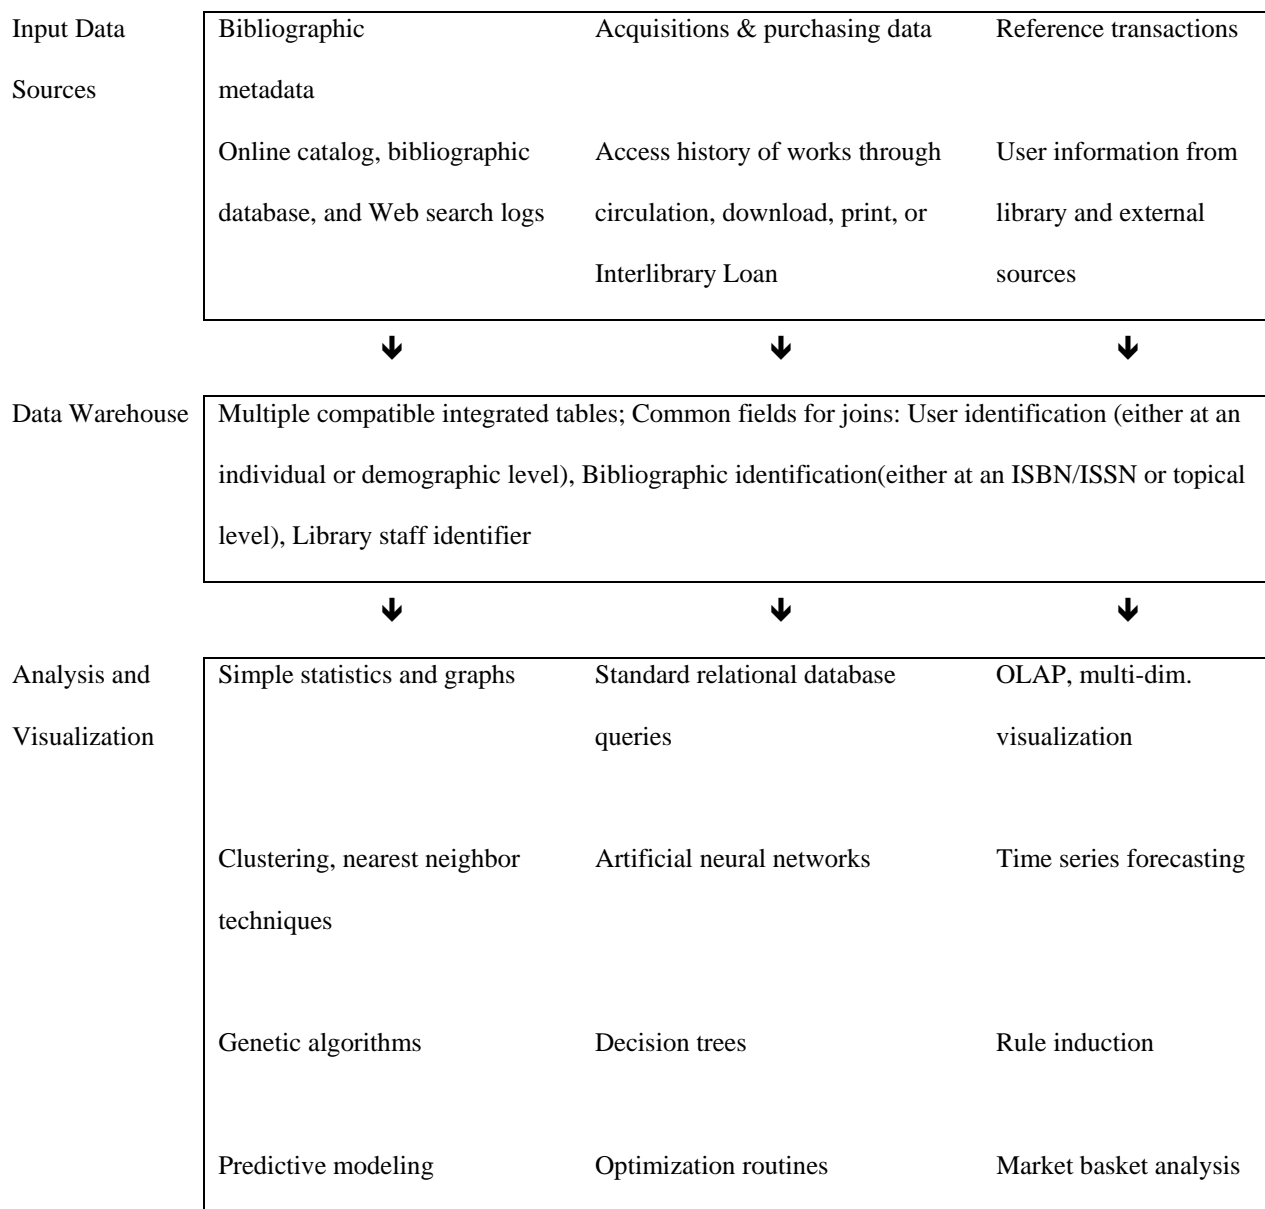 Input Data Bibliographic Acquisitions & purchasing data Reference transactions
Sources metadata
Online catalog, bibliographic Access history of works through User information from
database, and Web search logs circulation, download, print, or library and external
Interlibrary Loan sources
Data Warehouse Multiple compatible integrated tables; Common fields for joins: User identification (either at an
individual or demographic level), Bibliographic identification(either at an ISBN/ISSN or topical
level), Library staff identifier
Analysis and Simple statistics and graphs Standard relational database OLAP, multi-dim.
Visualization queries visualization
Clustering, nearest neighbor Artificial neural networks Time series forecasting
techniques
Genetic algorithms Decision trees Rule induction
Predictive modeling Optimization routines Market basket analysis